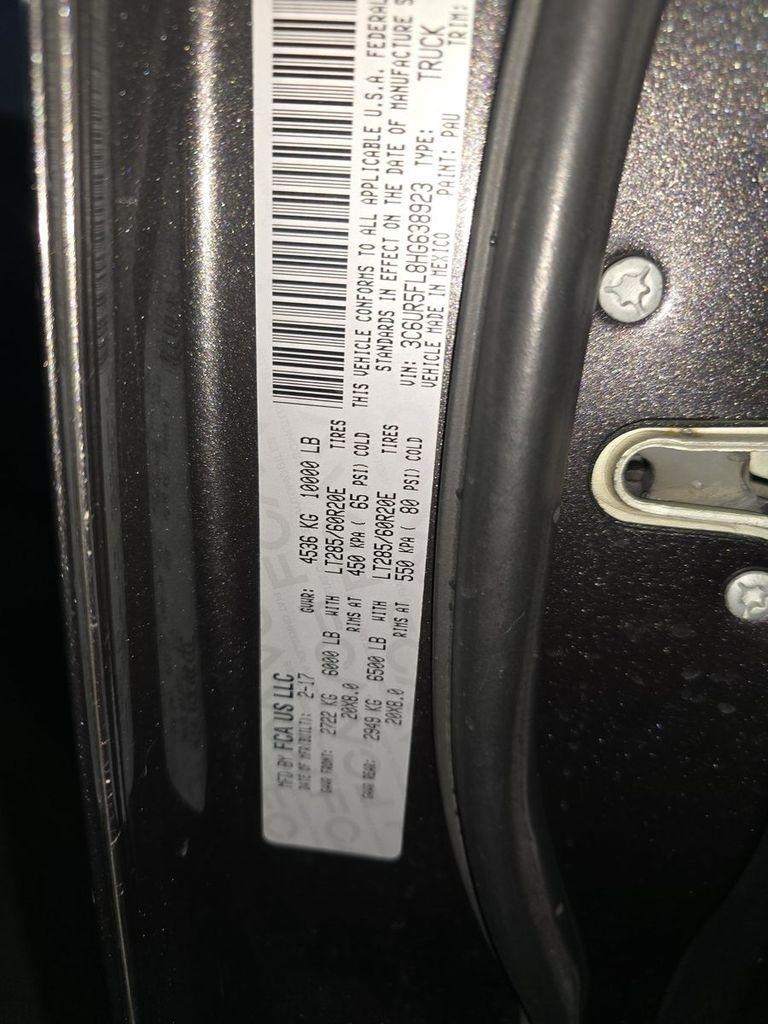 MFD BY FCA US LLC
DATE OF MFR(BUILT): 2-17 GVWR: 4536 KG 10000 LB
GAWR FRONT: 2722 KG 6000 LB WITH LT285/60R20E TIRES
20X8.0 RIMS AT 450 KPA ( 65 PSI) COLD
GAWR REAR: 2949 KG 6500 LB WITH LT285/60R20E TIRES
20X8.0 RIMS AT 550 KPA ( 80 PSI) COLD
THIS VEHICLE CONFORMS TO ALL APPLICABLE U.S.A. FEDERAL
STANDARDS IN EFFECT ON THE DATE OF MANUFACTURE S
VIN: 3C6UR5FL8HG638923 TYPE: TRUCK
VEHICLE MADE IN MEXICO PAINT: PAU TRIM: